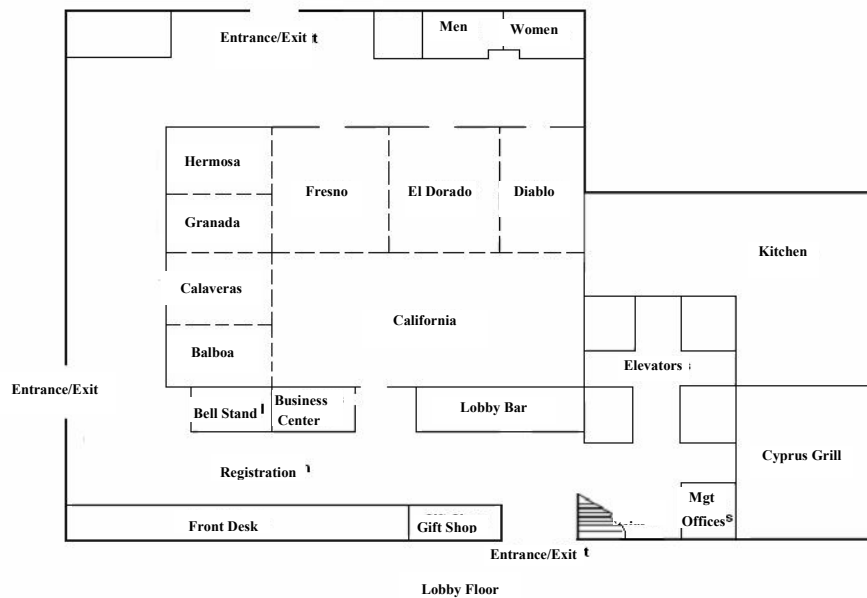 Men
Women
Entrance/Exit
Hermosa
Fresno
El Dorado
Diablo
Granada
Kitchen
Calaveras
California
Balboa
Elevators
Entrance/Exit
Bell Stand
Business
Center
Lobby Bar
Cyprus Grill
Registration
Mgt
Offices
Front Desk
Gift Shop
Entrance/Exit
Lobby Floor